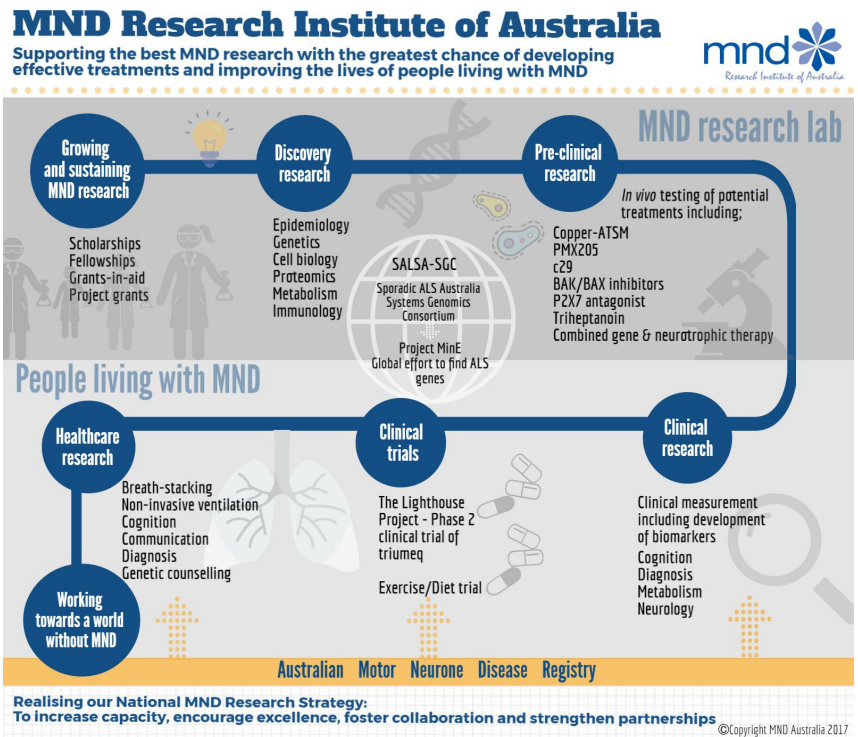 MND Research Institute of Australia
Supporting the best MND research with the greatest chance of developing
effective treatments and improving the lives of people living with MND
mnd
Research Institute of Australia
MND research lab
Growing
and sustaining
MND research
Scholarships
Fellowships
Grants-in-aid
Project grants
Discovery
research
Epidemiology
Genetics
Cell biology
Proteomics
Metabolism
Immunology
SALSA-SGC
Sporadic ALS Australia
Systems Genomics
Consortium
Project MinE
Global effort to find ALS
genes
Pre-clinical
research
In vivo testing of potential
treatments including;
Copper-ATSM
PMX205
c29
BAK/BAX inhibitors
P2X7 antagonist
Triheptanoin
Combined gene & neurotrophic therapy
People living with MND
Healthcare
research
Breath-stacking
Non-invasive ventilation
Cognition
Communication
Diagnosis
Genetic counselling
Clinical
trials
The Lighthouse
Project - Phase 2
clinical trial of
triumeq
Exercise/Diet trial
Clinical
research
Clinical measurement
including development
of biomarkers
Cognition
Diagnosis
Metabolism
Neurology
Working
towards a world
without MND
Australian Motor Neurone Disease Registry
Realising our National MND Research Strategy:
To increase capacity, encourage excellence, foster collaboration and strengthen partnerships
©Copyright MND Australia 2017